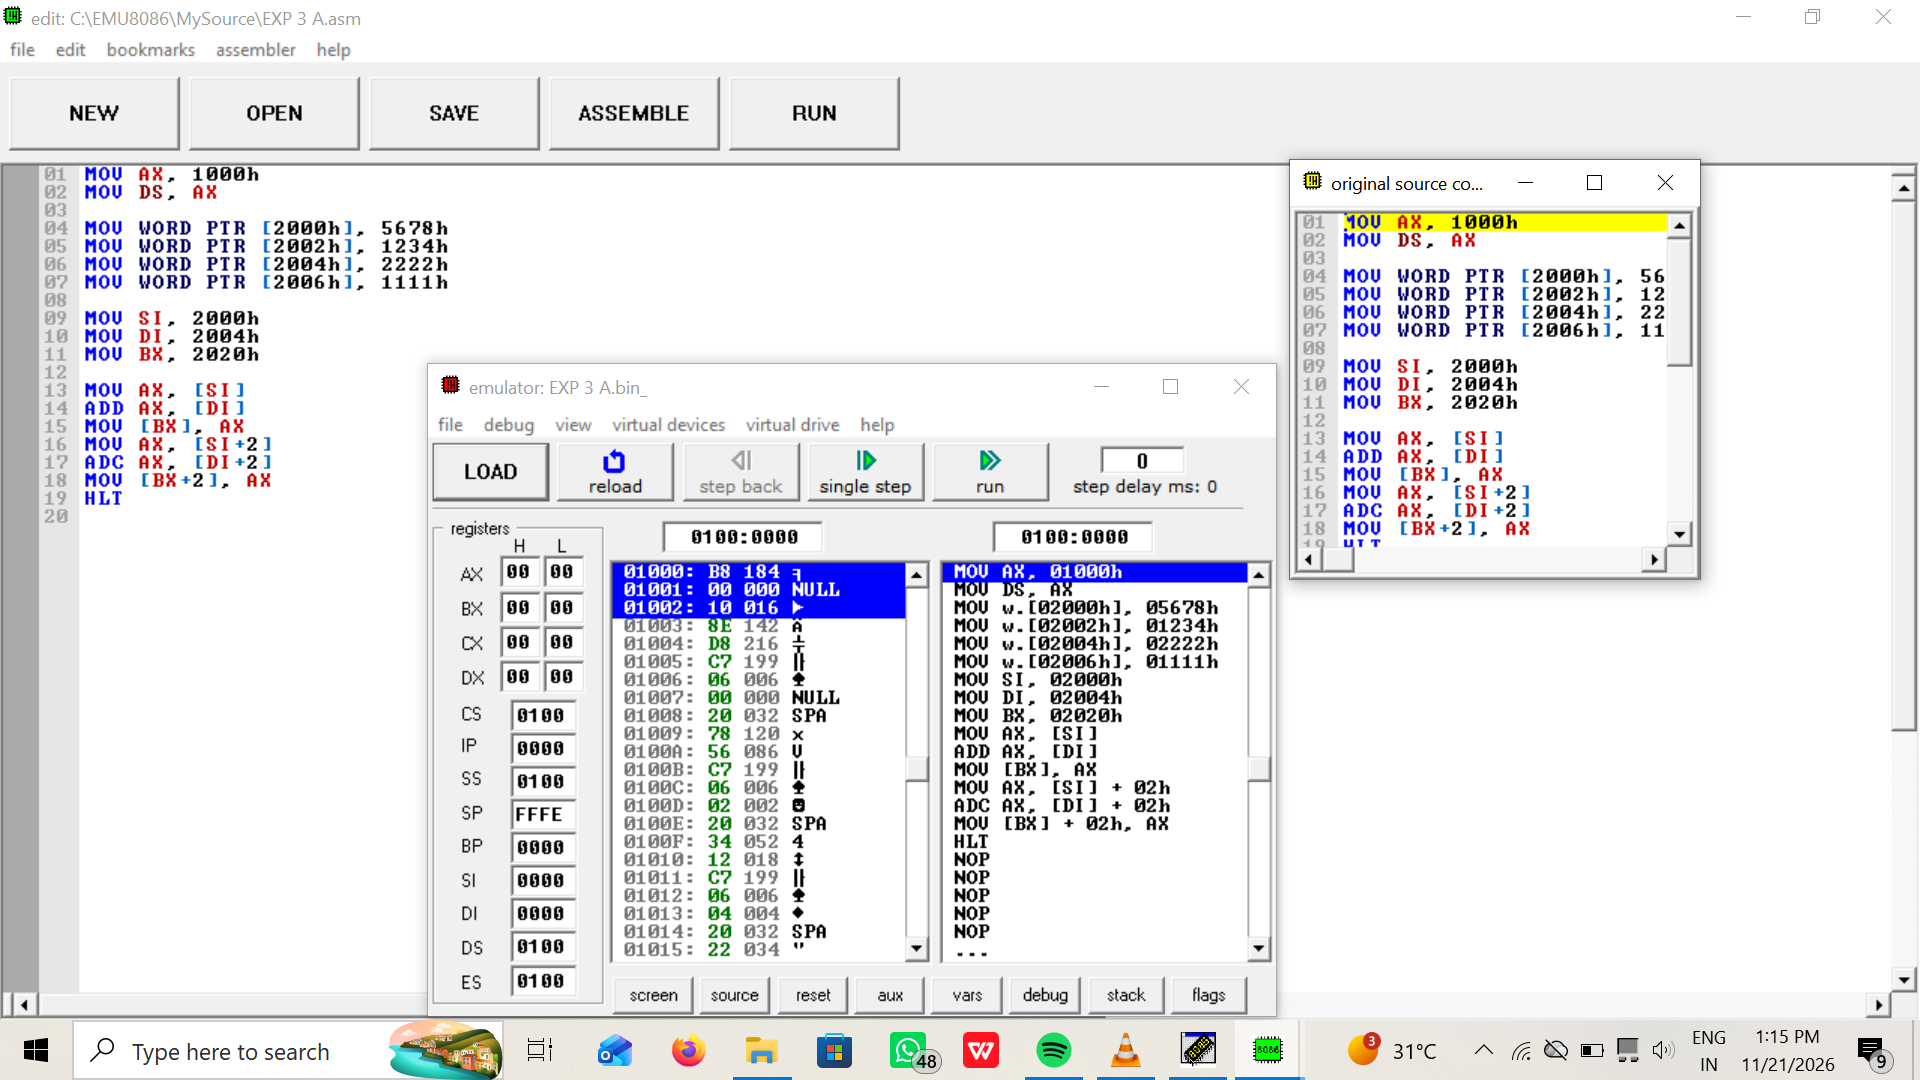 edit: C:\EMU8086\MySource\EXP 3 A.asm
file edit bookmarks assembler help
NEW OPEN SAVE ASSEMBLE RUN
01 MOV AX, 1000h
02 MOV DS, AX
03
04 MOV WORD PTR [2000h], 5678h
05 MOV WORD PTR [2002h], 1234h
06 MOV WORD PTR [2004h], 2222h
07 MOV WORD PTR [2006h], 1111h
08
09 MOV SI, 2000h
10 MOV DI, 2004h
11 MOV BX, 2020h
12
13 MOV AX, [SI]
14 ADD AX, [DI]
15 MOV [BX], AX
16 MOV AX, [SI+2]
17 ADC AX, [DI+2]
18 MOV [BX+2], AX
19 HLT
20
original source co...
01 MOV AX, 1000h
02 MOV DS, AX
03
04 MOV WORD PTR [2000h], 56
05 MOV WORD PTR [2002h], 12
06 MOV WORD PTR [2004h], 22
07 MOV WORD PTR [2006h], 11
08
09 MOV SI, 2000h
10 MOV DI, 2004h
11 MOV BX, 2020h
12
13 MOV AX, [SI]
14 ADD AX, [DI]
15 MOV [BX], AX
16 MOV AX, [SI+2]
17 ADC AX, [DI+2]
18 MOV [BX+2], AX
19 HLT
emulator: EXP 3 A.bin_
file debug view virtual devices virtual drive help
LOAD reload step back single step run 0
step delay ms: 0
registers
H L
AX 00 00
BX 00 00
CX 00 00
DX 00 00
CS 0100
IP 0000
SS 0100
SP FFFE
BP 0000
SI 0000
DI 0000
DS 0100
ES 0100
0100:0000
01000: B8 184 ╕
01001: 00 000 NULL
01002: 10 016 ►
01003: 8E 142 Ä
01004: D8 216 ╪
01005: C7 199 ╟
01006: 06 006 ♠
01007: 00 000 NULL
01008: 20 032 SPA
01009: 78 120 x
0100A: 56 086 V
0100B: C7 199 ╟
0100C: 06 006 ♠
0100D: 02 002 ☻
0100E: 20 032 SPA
0100F: 34 052 4
01010: 12 018 ↕
01011: C7 199 ╟
01012: 06 006 ♠
01013: 04 004 ♦
01014: 20 032 SPA
01015: 22 034 "
0100:0000
MOV AX, 01000h
MOV DS, AX
MOV w.[02000h], 05678h
MOV w.[02002h], 01234h
MOV w.[02004h], 02222h
MOV w.[02006h], 01111h
MOV SI, 02000h
MOV DI, 02004h
MOV BX, 02020h
MOV AX, [SI]
ADD AX, [DI]
MOV [BX], AX
MOV AX, [SI] + 02h
ADC AX, [DI] + 02h
MOV [BX] + 02h, AX
HLT
NOP
NOP
NOP
NOP
NOP
...
screen source reset aux vars debug stack flags
Type here to search
48
W
8086
3
31°C
ENG
IN
1:15 PM
11/21/2026
9